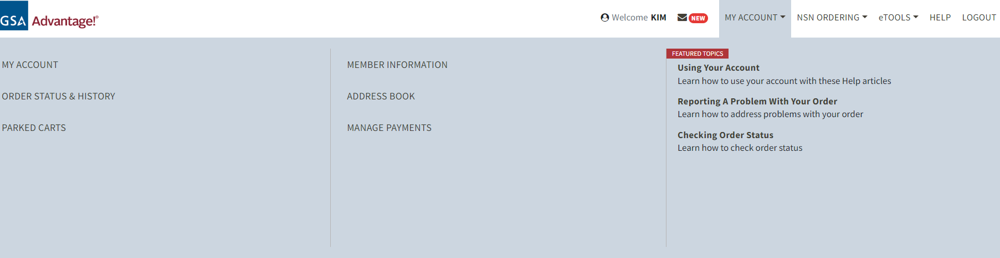 GSA Advantage!®
Welcome KIM
NEW
MY ACCOUNT
NSN ORDERING
eTOOLS
HELP
LOGOUT
MY ACCOUNT
ORDER STATUS & HISTORY
PARKED CARTS
MEMBER INFORMATION
ADDRESS BOOK
MANAGE PAYMENTS
FEATURED TOPICS
Using Your Account
Learn how to use your account with these Help articles
Reporting A Problem With Your Order
Learn how to address problems with your order
Checking Order Status
Learn how to check order status